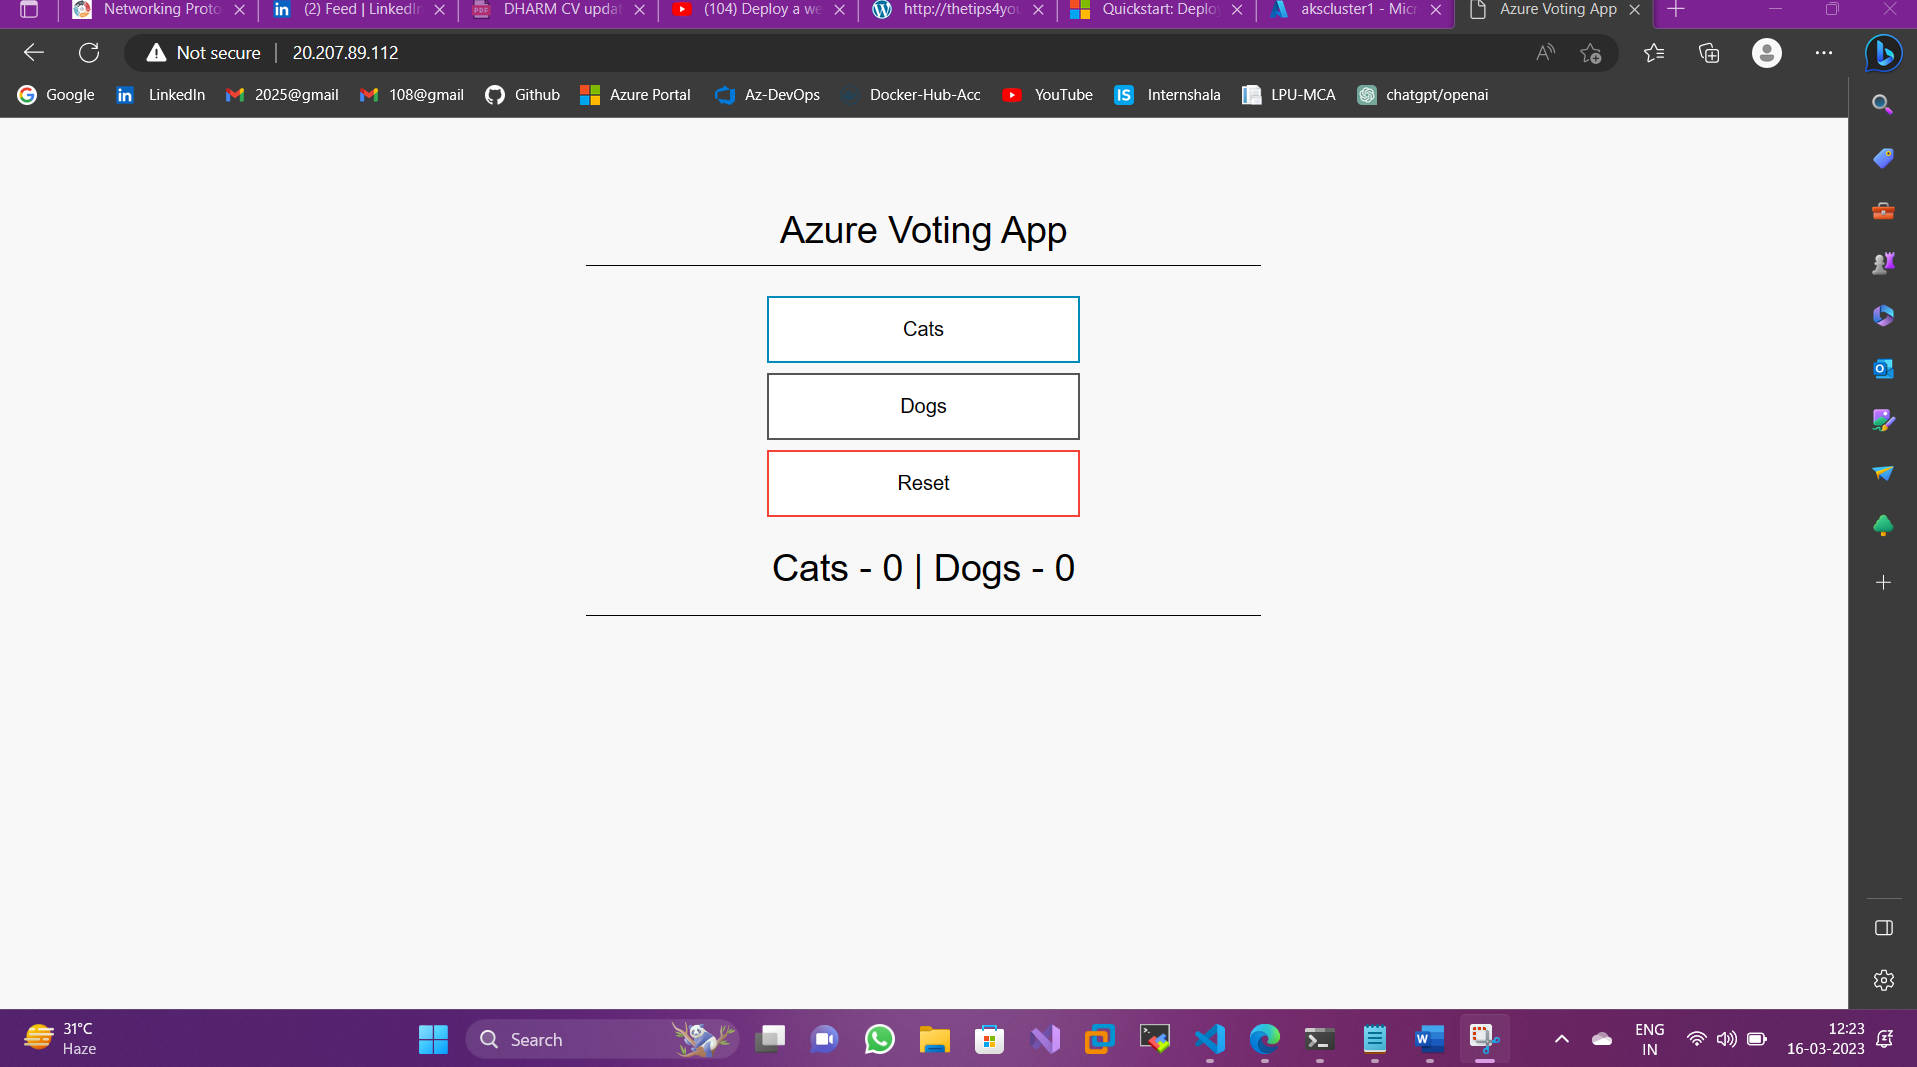 Networking Proto
(2) Feed | LinkedIn
DHARM CV updat
(104) Deploy a we
http://thetips4you
Quickstart: Deploy
akscluster1 - Micr
Azure Voting App
Not secure
20.207.89.112
Google
LinkedIn
2025@gmail
108@gmail
Github
Azure Portal
Az-DevOps
Docker-Hub-Acc
YouTube
Internshala
LPU-MCA
chatgpt/openai
Azure Voting App
Cats
Dogs
Reset
Cats - 0 | Dogs - 0
31°C
Haze
Search
ENG
IN
12:23
16-03-2023